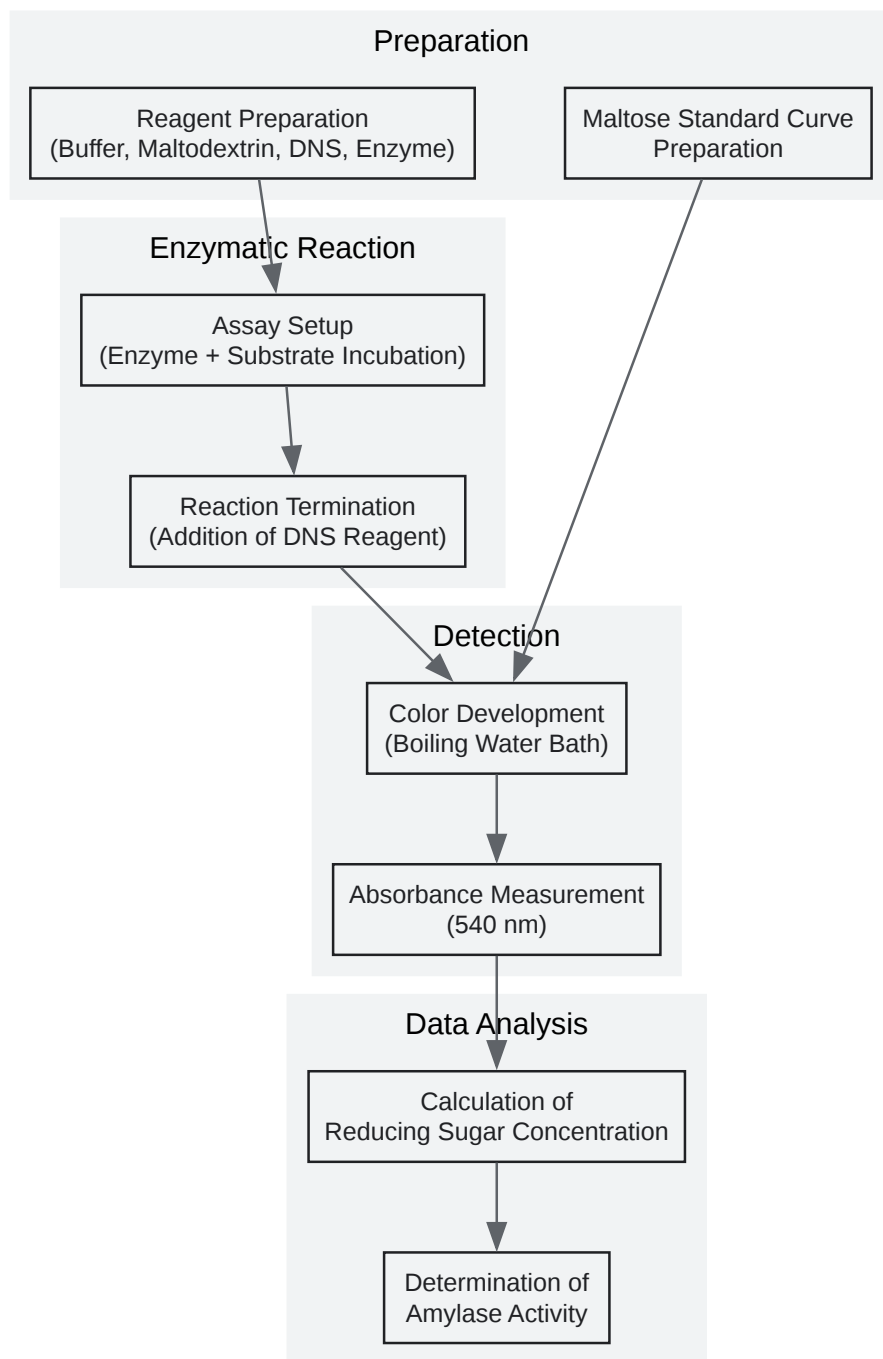 Preparation
Reagent Preparation
(Buffer, Maltodextrin, DNS, Enzyme)
Maltose Standard Curve
Preparation
Enzymatic Reaction
Assay Setup
(Enzyme + Substrate Incubation)
Reaction Termination
(Addition of DNS Reagent)
Detection
Color Development
(Boiling Water Bath)
Absorbance Measurement
(540 nm)
Data Analysis
Calculation of
Reducing Sugar Concentration
Determination of
Amylase Activity